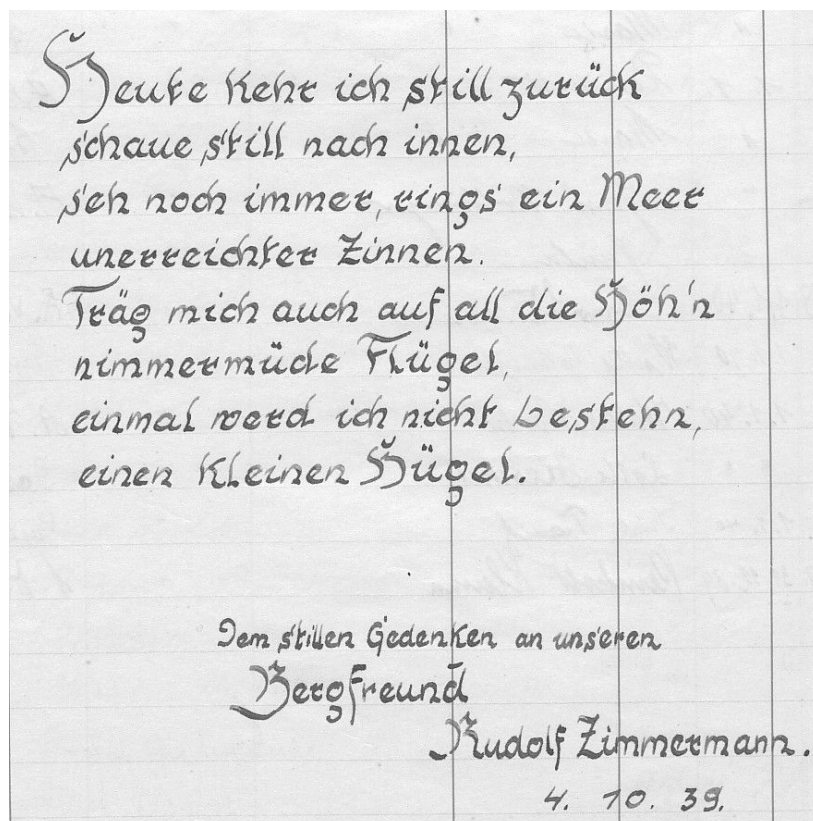 Heute kehr ich still zurück
schaue still nach innen,
seh noch immer, rings ein Meer
unerreichter Zinnen.
Träg mich auch auf all die Höh'n
nimmermüde Flügel,
einmal werd ich nicht bestehn,
einen kleinen Hügel.
Dem stillen Gedenken an unseren
Bergfreund
Rudolf Zimmermann.
4. 10. 39.